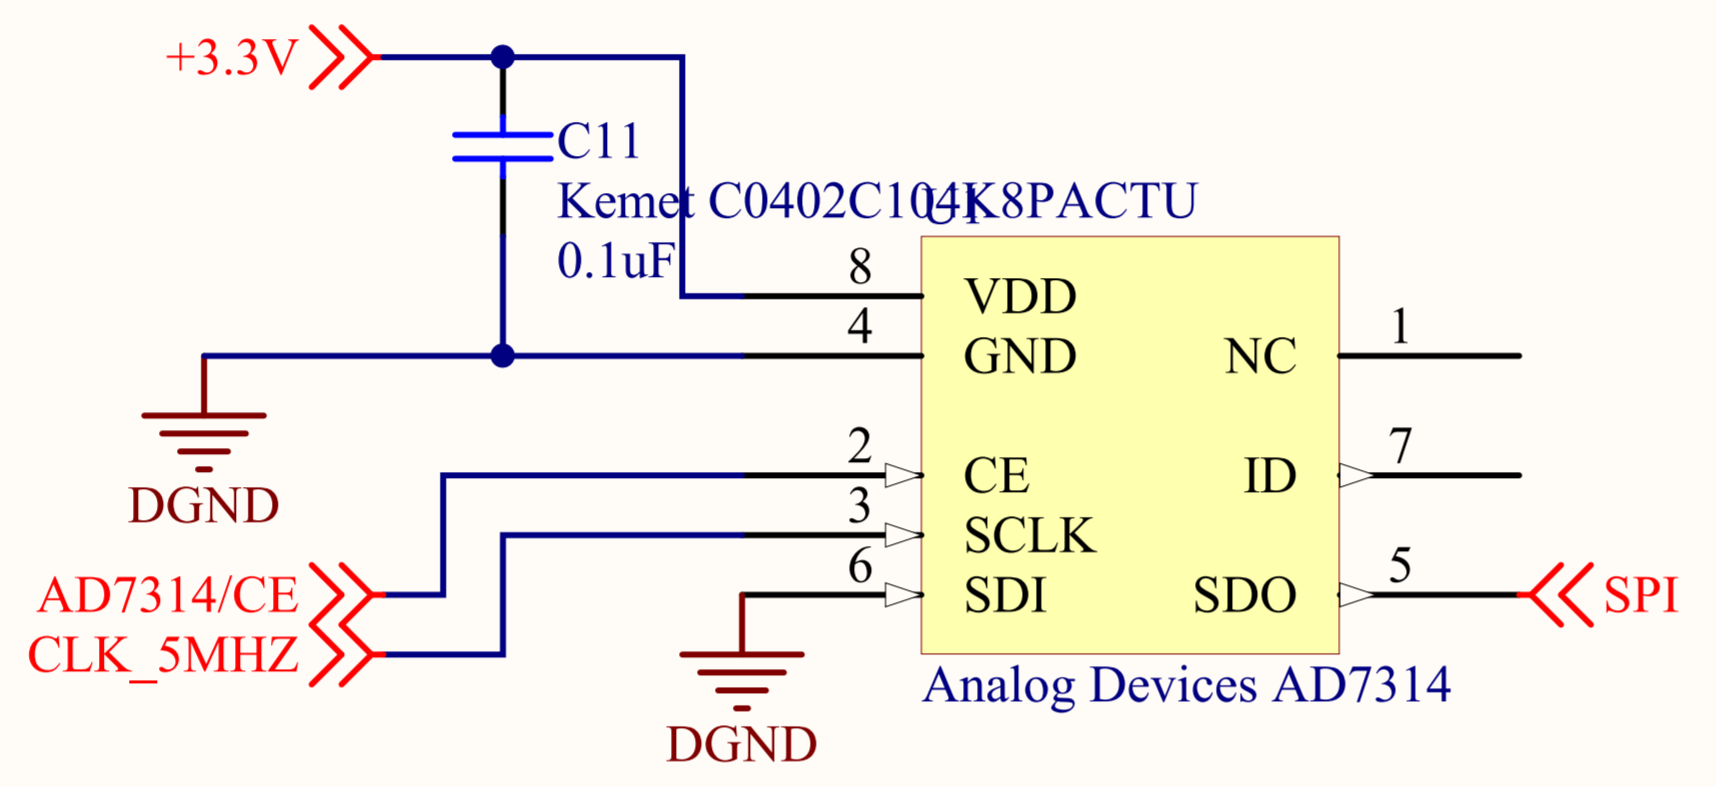 +3.3V
C11
Kemet C0402C104K8PACTU
U1
0.1uF
8
VDD
4
GND
NC
1
DGND
2
CE
ID
7
3
SCLK
AD7314/CE
6
SDI
SDO
5
SPI
CLK_5MHZ
Analog Devices AD7314
DGND